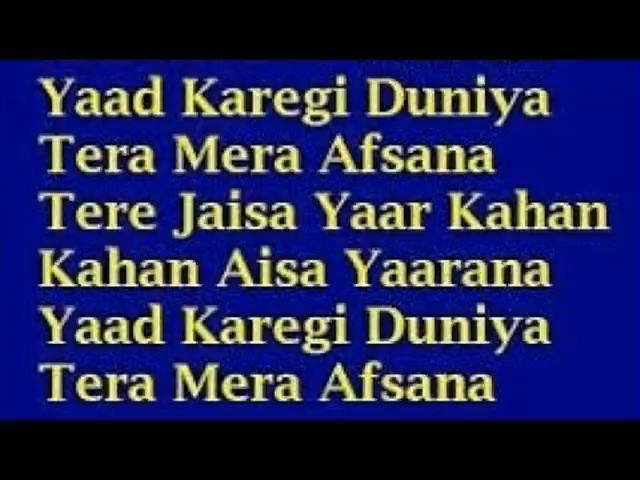 Yaad Karegi Duniya
Tera Mera Afsana
Tere Jaisa Yaar Kahan
Kahan Aisa Yaarana
Yaad Karegi Duniya
Tera Mera Afsana